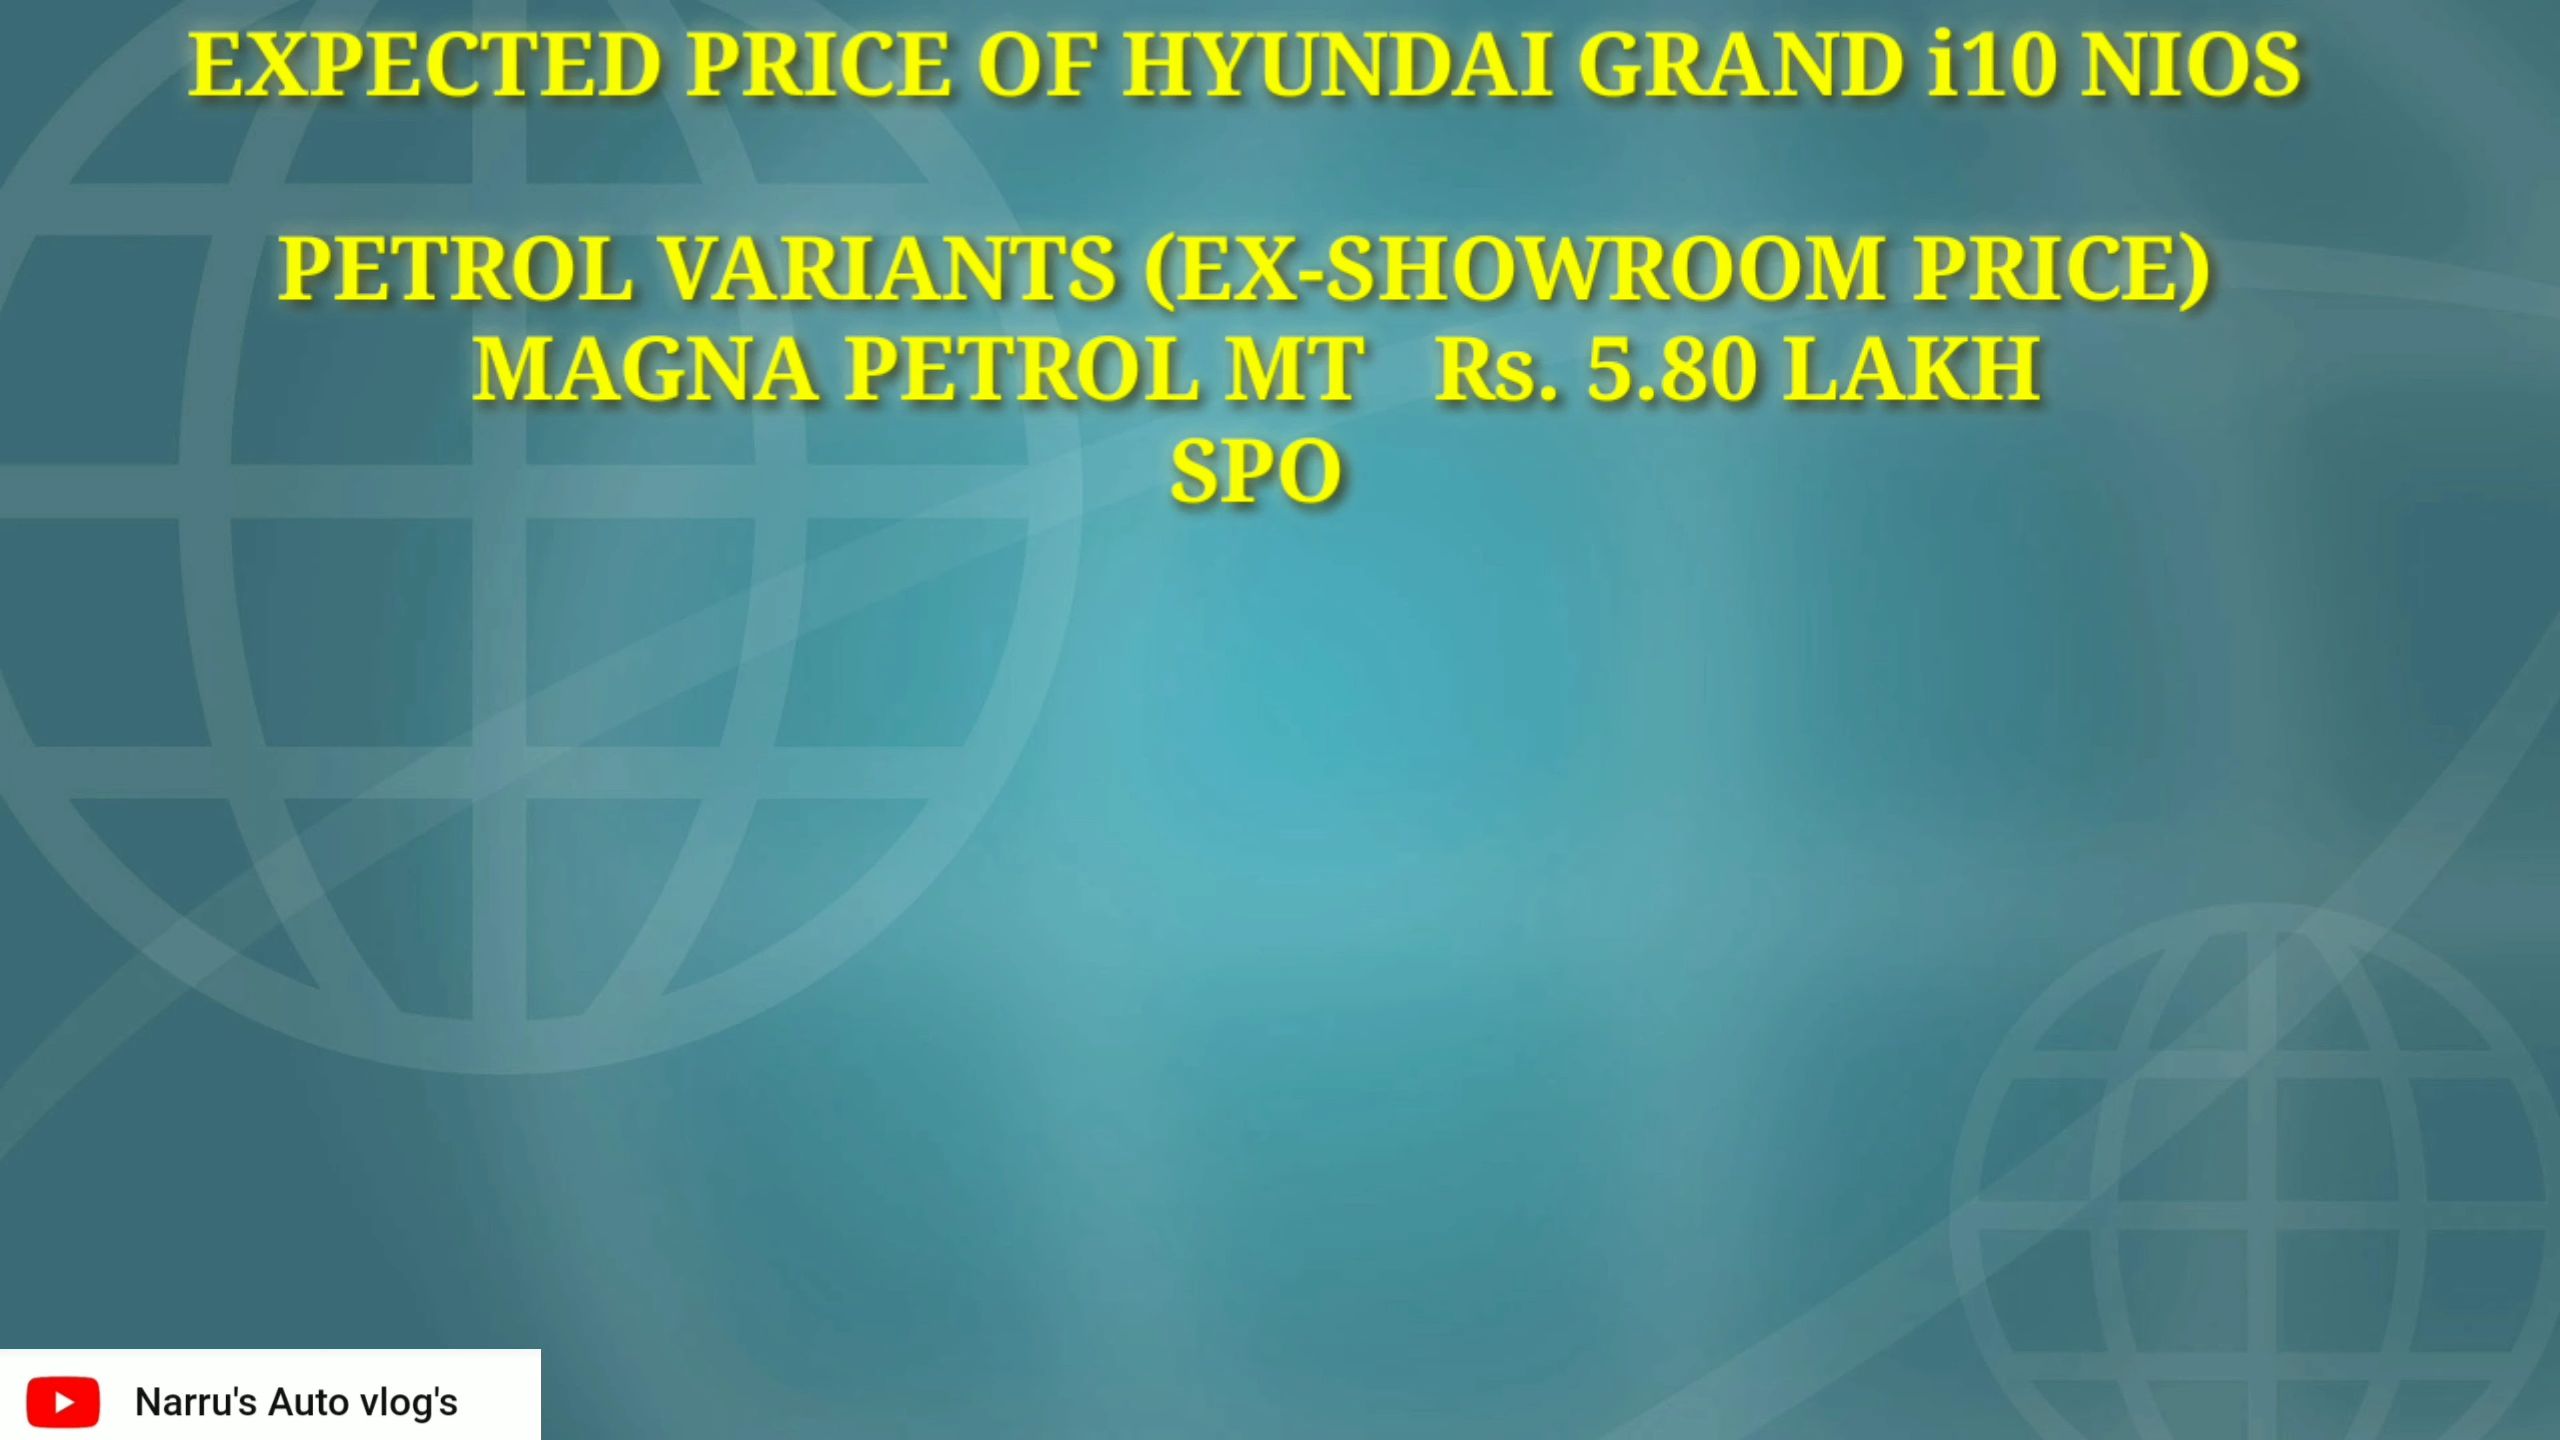 EXPECTED PRICE OF HYUNDAI GRAND i10 NIOS
PETROL VARIANTS (EX-SHOWROOM PRICE)
MAGNA PETROL MT Rs. 5.80 LAKH
SPO
Narru's Auto vlog's